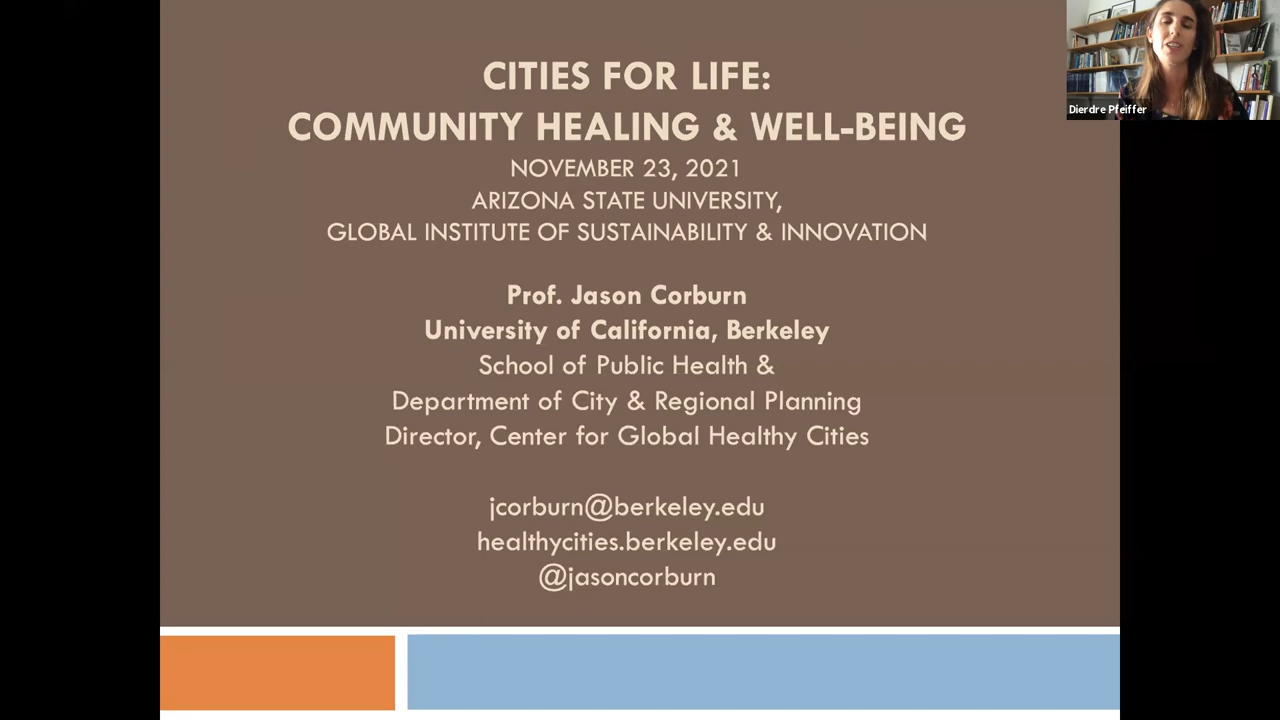 CITIES FOR LIFE:
COMMUNITY HEALING & WELL-BEING
NOVEMBER 23, 2021
ARIZONA STATE UNIVERSITY,
GLOBAL INSTITUTE OF SUSTAINABILITY & INNOVATION
Prof. Jason Corburn
University of California, Berkeley
School of Public Health &
Department of City & Regional Planning
Director, Center for Global Healthy Cities
jcorburn@berkeley.edu
healthycities.berkeley.edu
@jasoncorburn
Dierdre Pfeiffer